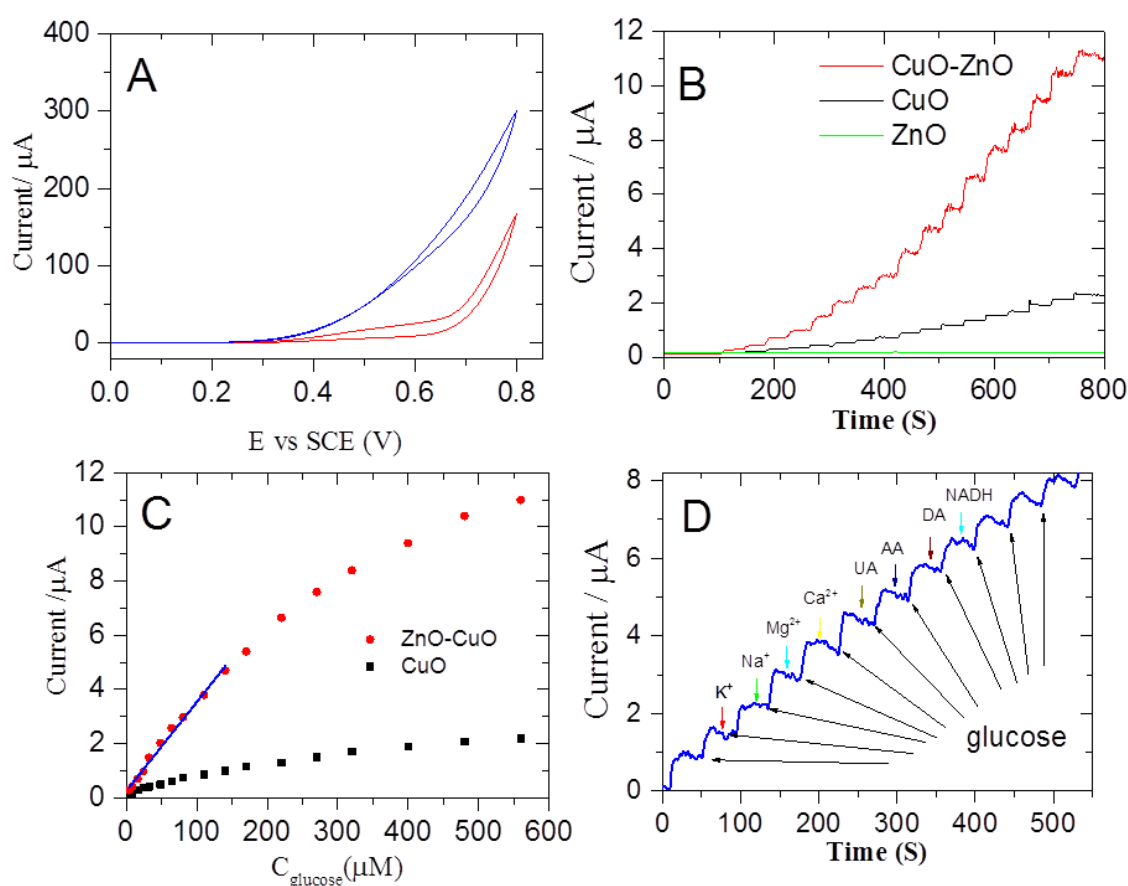 A
400
300
200
100
0
Current/ μA
0.0 0.2 0.4 0.6 0.8
E vs SCE (V)
B
12
10
8
6
4
2
0
Current / μA
CuO-ZnO
CuO
ZnO
0 200 400 600 800
Time (S)
C
12
10
8
6
4
2
0
Current /μA
ZnO-CuO
CuO
0 100 200 300 400 500 600
C_glucose(μM)
D
8
6
4
2
0
Current / μA
NADH
DA
AA
UA
Ca²⁺
Mg²⁺
Na⁺
K⁺
glucose
0 100 200 300 400 500
Time (S)